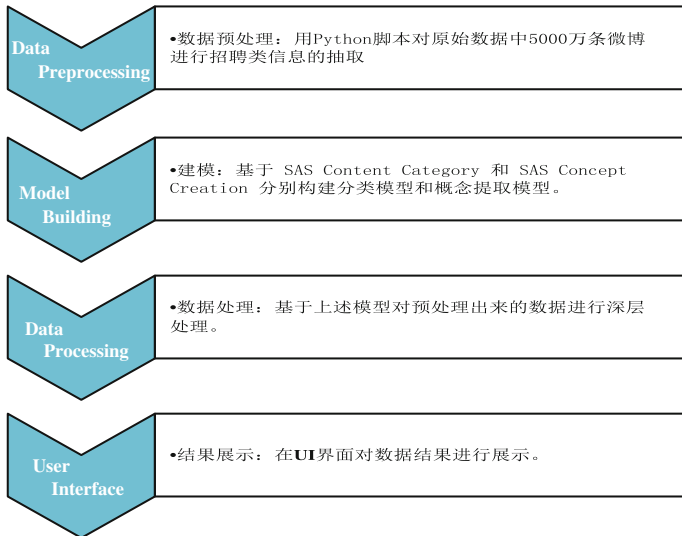 Data
Preprocessing
•数据预处理：用Python脚本对原始数据中5000万条微博
进行招聘类信息的抽取
Model
Building
•建模：基于 SAS Content Category 和 SAS Concept
Creation 分别构建分类模型和概念提取模型。
Data
Processing
•数据处理：基于上述模型对预处理出来的数据进行深层
处理。
User
Interface
•结果展示：在UI界面对数据结果进行展示。